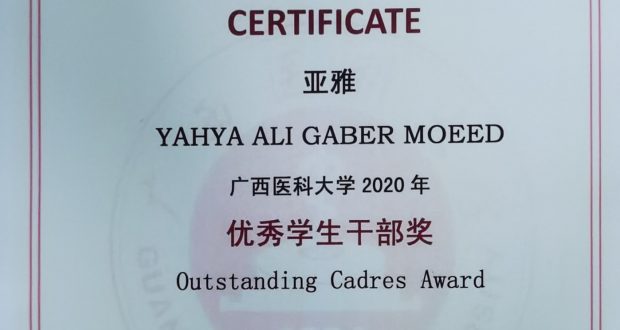 CERTIFICATE
亚雅
YAHYA ALI GABER MOEED
广西医科大学 2020 年
优秀学生干部奖
Outstanding Cadres Award